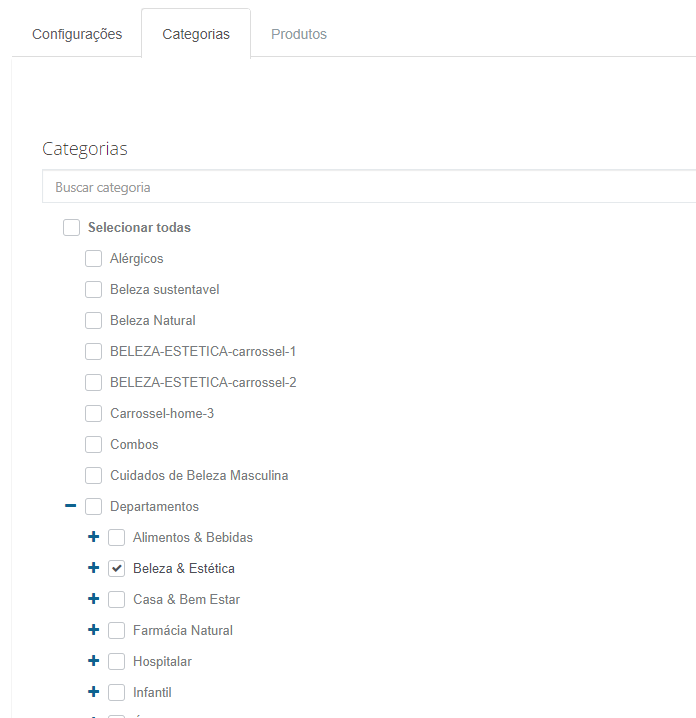 Configurações Categorias Produtos
Categorias
Buscar categoria
Selecionar todas
Alérgicos
Beleza sustentavel
Beleza Natural
BELEZA-ESTETICA-carrossel-1
BELEZA-ESTETICA-carrossel-2
Carrossel-home-3
Combos
Cuidados de Beleza Masculina
Departamentos
Alimentos & Bebidas
Beleza & Estética
Casa & Bem Estar
Farmácia Natural
Hospitalar
Infantil